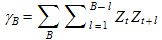 γ_B = ∑_B ∑_{l=1}^{B-l} Z_t Z_{t+l}